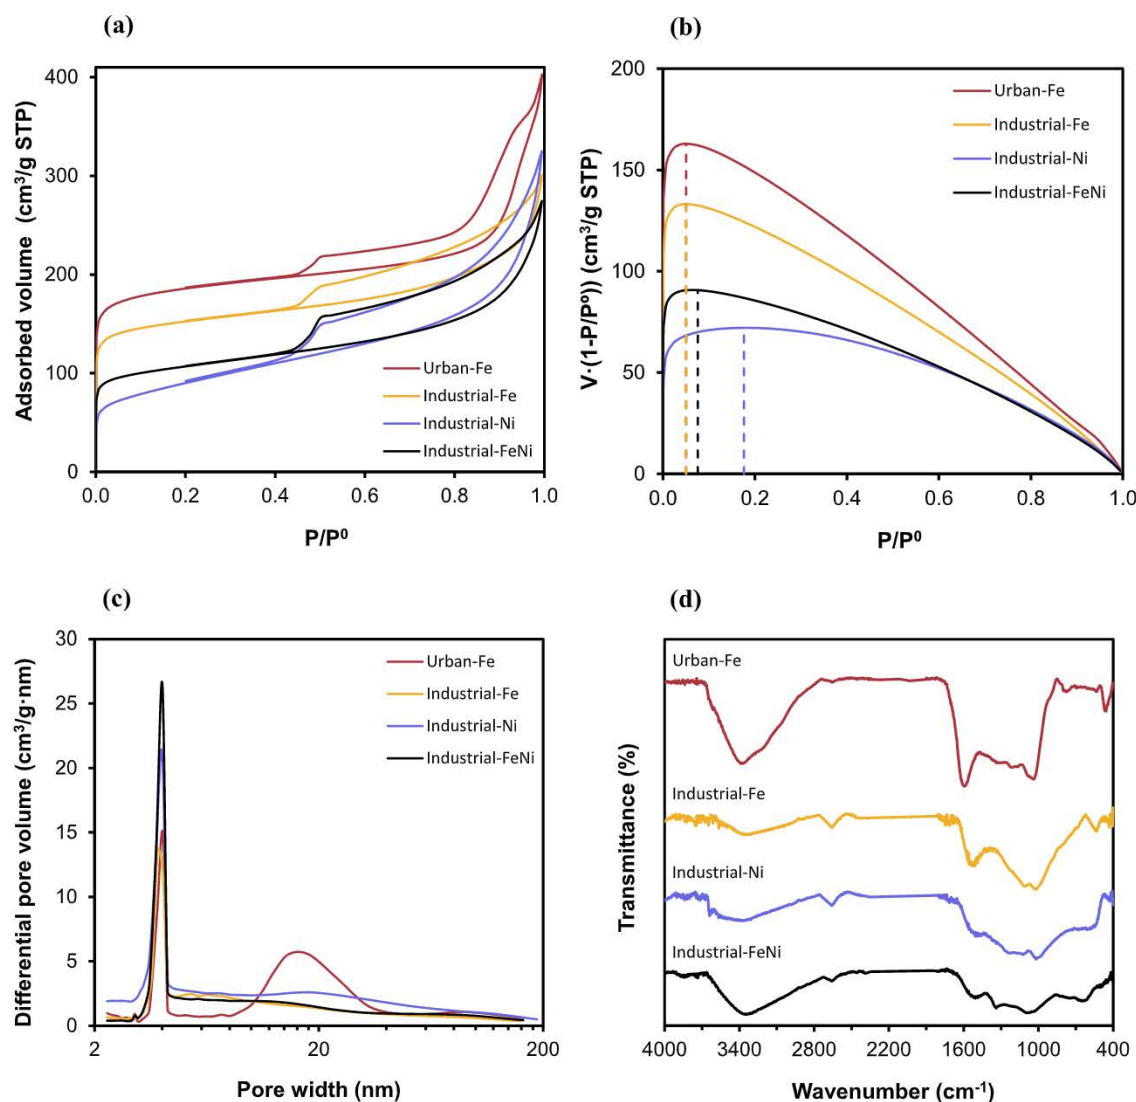 (a)
Adsorbed volume (cm³/g STP)
400
300
200
100
0
0.0 0.2 0.4 0.6 0.8 1.0
P/P⁰
Urban-Fe
Industrial-Fe
Industrial-Ni
Industrial-FeNi
(b)
V·(1-P/Pº)) (cm³/g STP)
200
150
100
50
0
0.0 0.2 0.4 0.6 0.8 1.0
P/P⁰
Urban-Fe
Industrial-Fe
Industrial-Ni
Industrial-FeNi
(c)
Differential pore volume (cm³/g·nm)
30
25
20
15
10
5
0
2 20 200
Pore width (nm)
Urban-Fe
Industrial-Fe
Industrial-Ni
Industrial-FeNi
(d)
Transmittance (%)
Urban-Fe
Industrial-Fe
Industrial-Ni
Industrial-FeNi
4000 3400 2800 2200 1600 1000 400
Wavenumber (cm⁻¹)